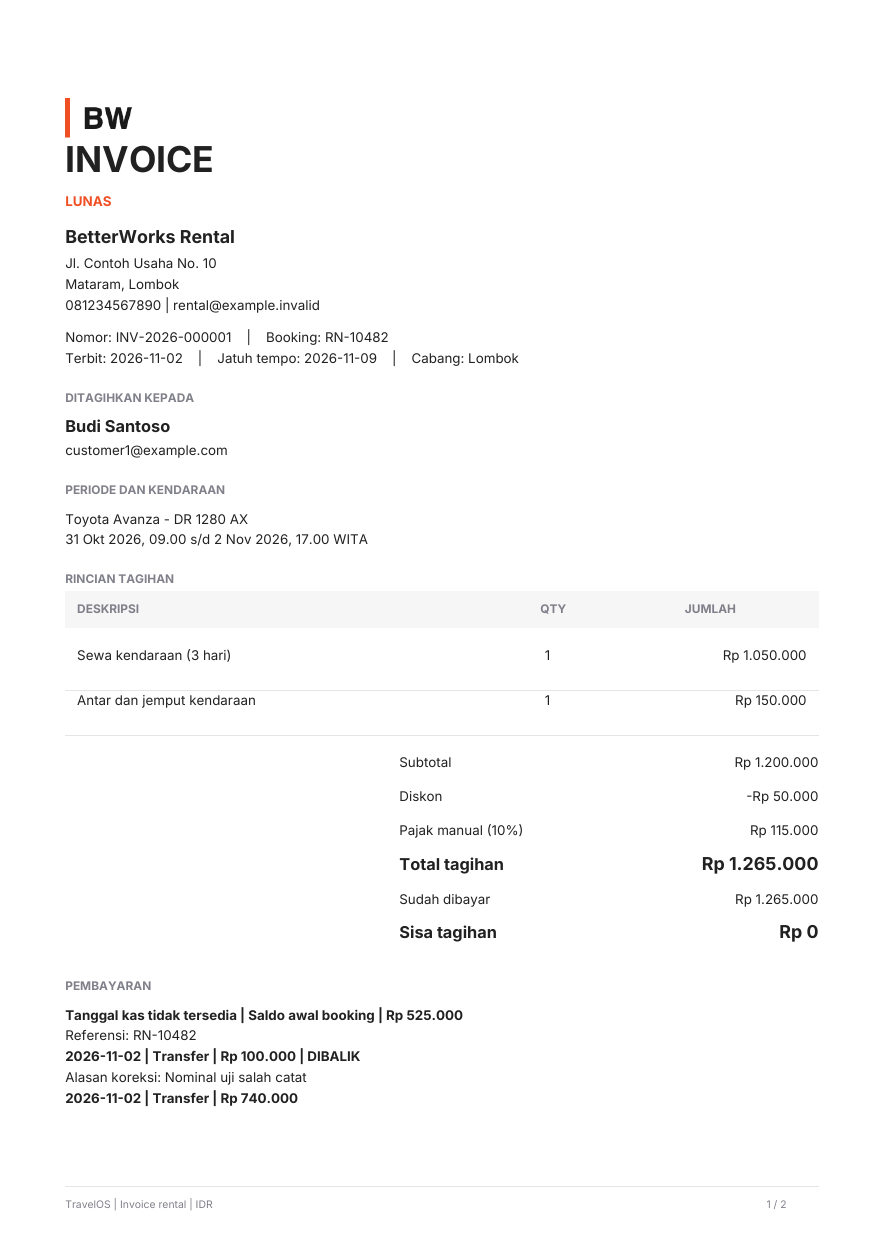 BW
INVOICE
LUNAS
BetterWorks Rental
Jl. Contoh Usaha No. 10
Mataram, Lombok
081234567890 | rental@example.invalid
Nomor: INV-2026-000001 | Booking: RN-10482
Terbit: 2026-11-02 | Jatuh tempo: 2026-11-09 | Cabang: Lombok
DITAGIHKAN KEPADA
Budi Santoso
customer1@example.com
PERIODE DAN KENDARAAN
Toyota Avanza - DR 1280 AX
31 Okt 2026, 09.00 s/d 2 Nov 2026, 17.00 WITA
RINCIAN TAGIHAN
DESKRIPSI QTY JUMLAH
Sewa kendaraan (3 hari) 1 Rp 1.050.000
Antar dan jemput kendaraan 1 Rp 150.000
Subtotal Rp 1.200.000
Diskon -Rp 50.000
Pajak manual (10%) Rp 115.000
Total tagihan Rp 1.265.000
Sudah dibayar Rp 1.265.000
Sisa tagihan Rp 0
PEMBAYARAN
Tanggal kas tidak tersedia | Saldo awal booking | Rp 525.000
Referensi: RN-10482
2026-11-02 | Transfer | Rp 100.000 | DIBALIK
Alasan koreksi: Nominal uji salah catat
2026-11-02 | Transfer | Rp 740.000
TravelOS | Invoice rental | IDR 1 / 2